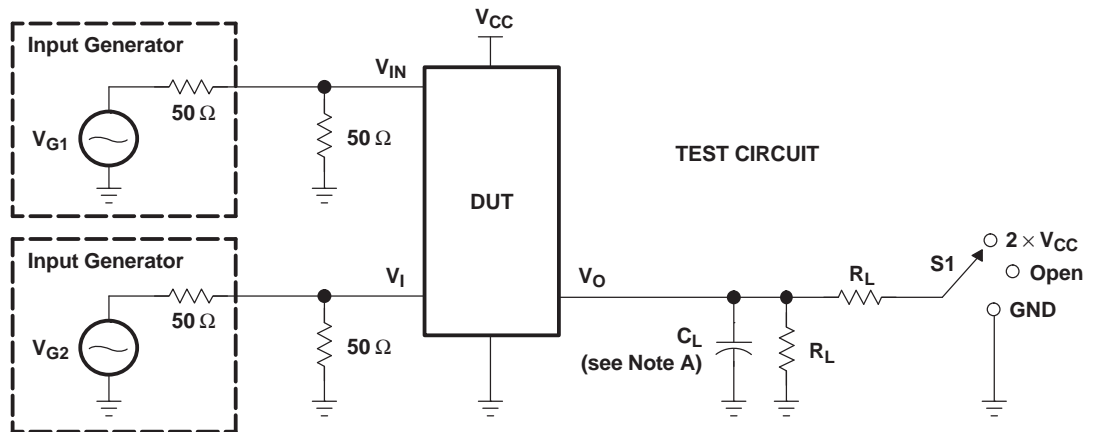 Input Generator
V_G1
50 Ω
50 Ω
V_IN
V_CC
DUT
TEST CIRCUIT
Input Generator
V_G2
50 Ω
50 Ω
V_I
V_O
C_L
(see Note A)
R_L
R_L
S1
2 × V_CC
Open
GND